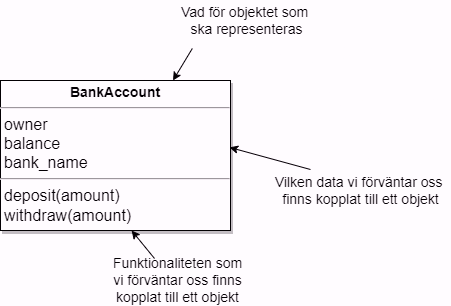 Vad för objektet som
ska representeras
BankAccount
owner
balance
bank_name
Vilken data vi förväntar oss
finns kopplat till ett objekt
deposit(amount)
withdraw(amount)
Funktionaliteten som
vi förväntar oss finns
kopplat till ett objekt